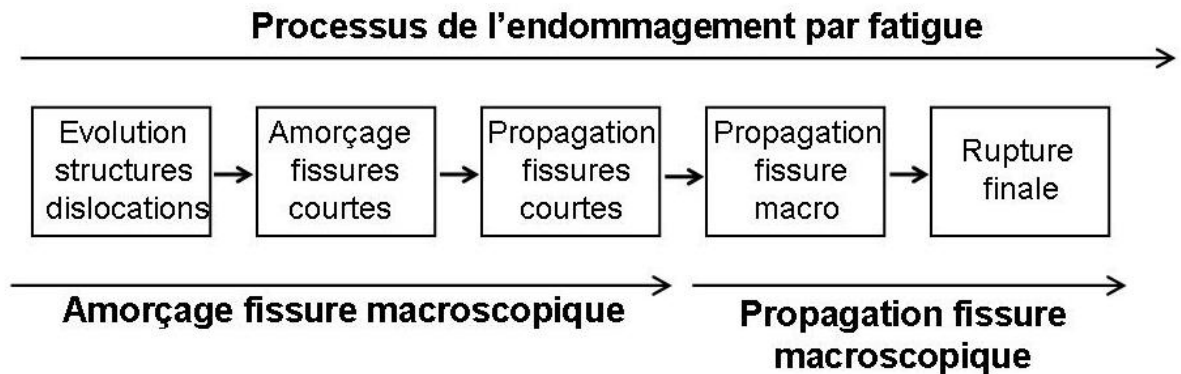 Processus de l'endommagement par fatigue
Evolution
structures
dislocations
Amorçage
fissures
courtes
Propagation
fissures
courtes
Propagation
fissure
macro
Rupture
finale
Amorçage fissure macroscopique
Propagation fissure
macroscopique